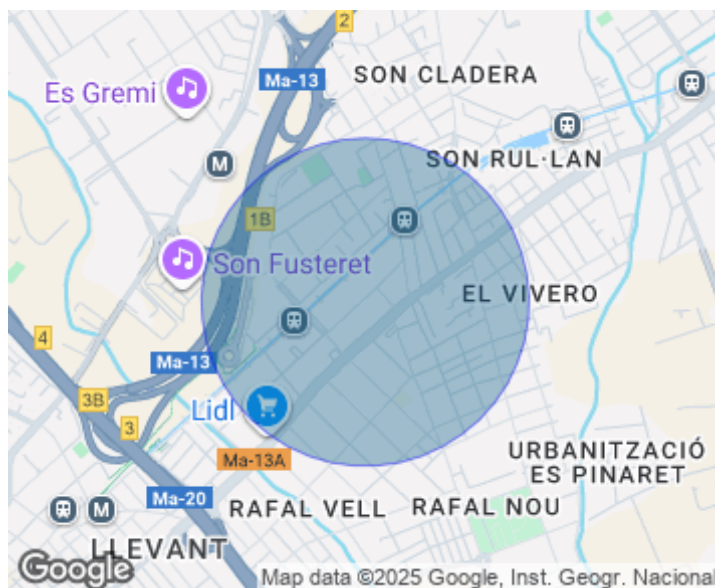 2
Ma-13
SON CLADERA
Es Gremi
M
SON RUL·LAN
1B
Son Fusteret
EL VIVERO
4
Ma-13
3B
Lidl
3
Ma-13A
URBANITZACIÓ
ES PINARET
Ma-20
M
RAFAL VELL
RAFAL NOU
LLEVANT
Google
Map data ©2025 Google, Inst. Geogr. Nacional